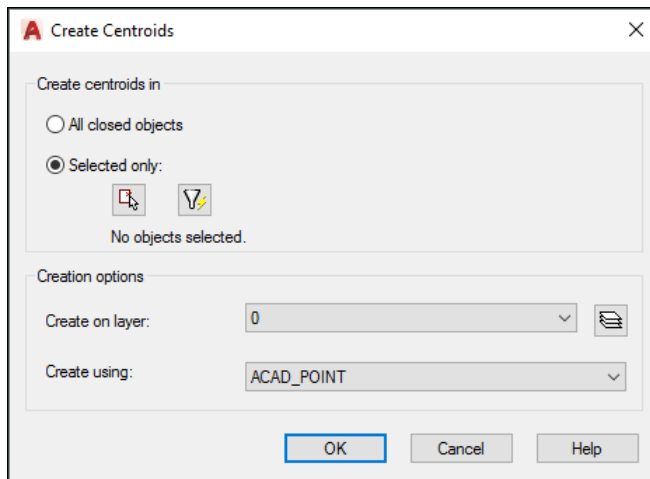 Create Centroids
Create centroids in
All closed objects
Selected only:
No objects selected.
Creation options
Create on layer: 0
Create using: ACAD_POINT
OK Cancel Help